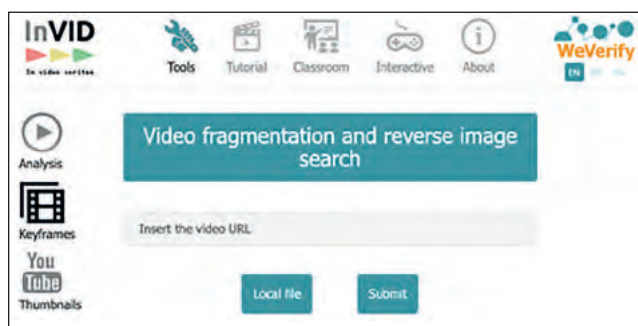 InVID
In video veritas
Tools
Tutorial
Classroom
Interactive
About
WeVerify
EN
Analysis
Keyframes
You
Tube
Thumbnails
Video fragmentation and reverse image
search
Insert the video URL
Local file
Submit